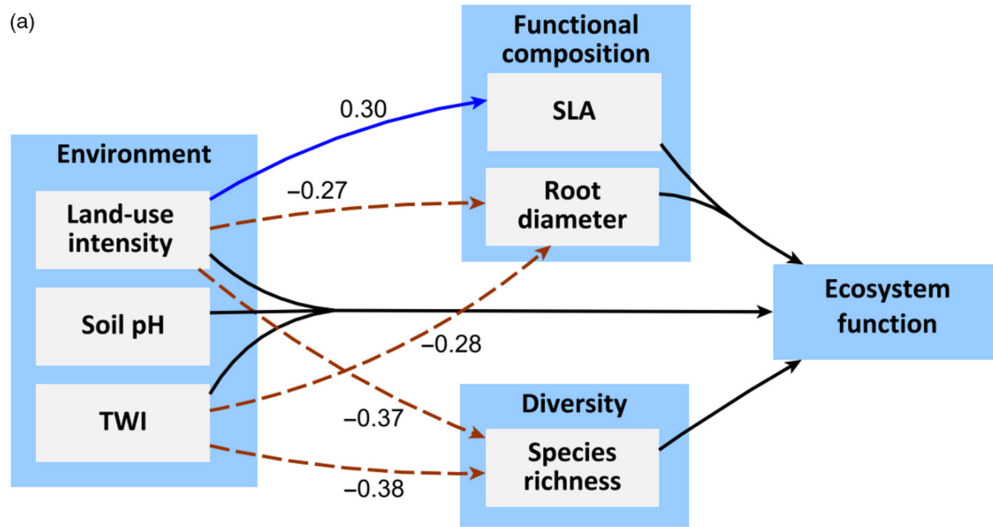 (a)
Functional
composition
SLA
0.30
Environment
Land-use
intensity
−0.27
Root
diameter
Ecosystem
function
Soil pH
−0.28
TWI
Diversity
−0.37
Species
richness
−0.38